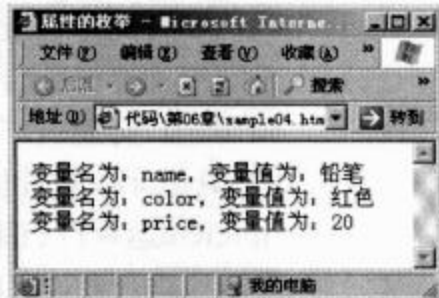 属性的枚举 - Microsoft Interne...
文件(F) 编辑(E) 查看(V) 收藏(A) »
后退 搜索 »
地址(D) 代码\第06章\sample04.htm 转到
变量名为：name，变量值为：铅笔
变量名为：color，变量值为：红色
变量名为：price，变量值为：20
我的电脑